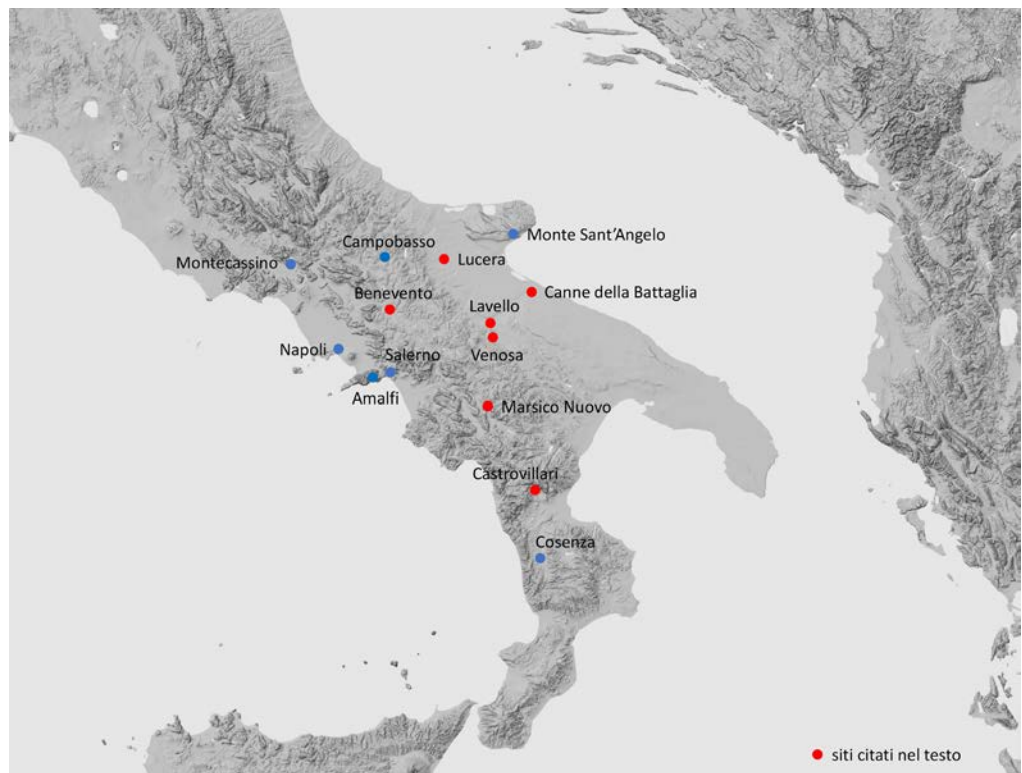 Monte Sant'Angelo
Campobasso
Montecassino
Lucera
Benevento
Canne della Battaglia
Lavello
Napoli
Salerno
Venosa
Amalfi
Marsico Nuovo
Castrovillari
Cosenza
siti citati nel testo